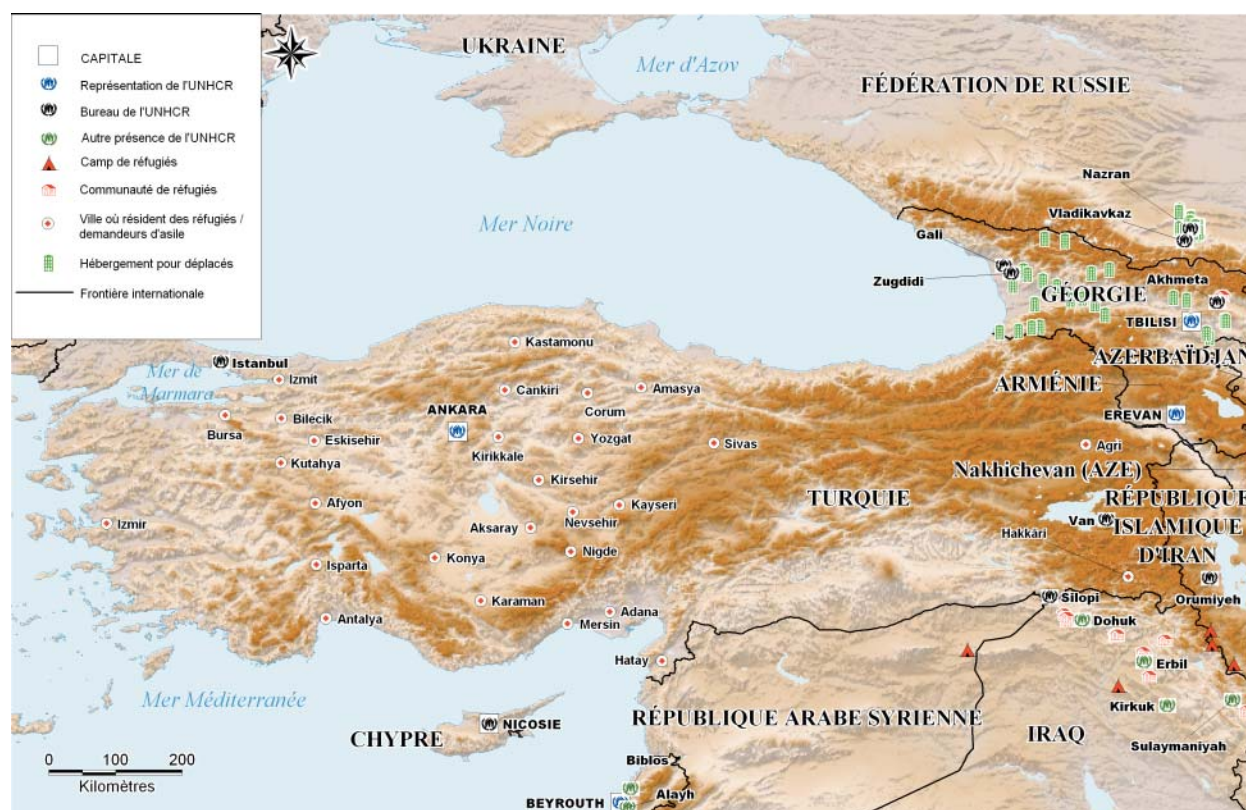 CAPITALE
Représentation de l'UNHCR
Bureau de l'UNHCR
Autre présence de l'UNHCR
Camp de réfugiés
Communauté de réfugiés
Ville où résident des réfugiés /
demandeurs d'asile
Hébergement pour déplacés
Frontière internationale
UKRAINE
Mer d'Azov
FÉDÉRATION DE RUSSIE
Nazran
Vladikavkaz
Mer Noire
Gali
Zugdidi
Akhmeta
GÉORGIE
TBILISI
Kastamonu
Istanbul
Mer de
Marmara
Izmit
Cankiri
Amasya
Corum
AZERBAÏDJAN
ARMÉNIE
EREVAN
Bursa
Bilecik
ANKARA
Eskisehir
Kirikkale
Yozgat
Sivas
Agri
Kutahya
Nakhichevan (AZE)
Kirsehir
Afyon
Kayseri
TURQUIE
RÉPUBLIQUE
ISLAMIQUE
D'IRAN
Izmir
Aksaray
Nevsehir
Van
Hakkâri
Konya
Nigde
Isparta
Orumiyeh
Karaman
Silopi
Adana
Antalya
Mersin
Dohuk
Hatay
Erbil
Mer Méditerranée
Kirkuk
RÉPUBLIQUE ARABE SYRIENNE
NICOSIE
CHYPRE
IRAQ
Sulaymaniyah
Biblos
0 100 200
Kilomètres
Alayh
BEYROUTH